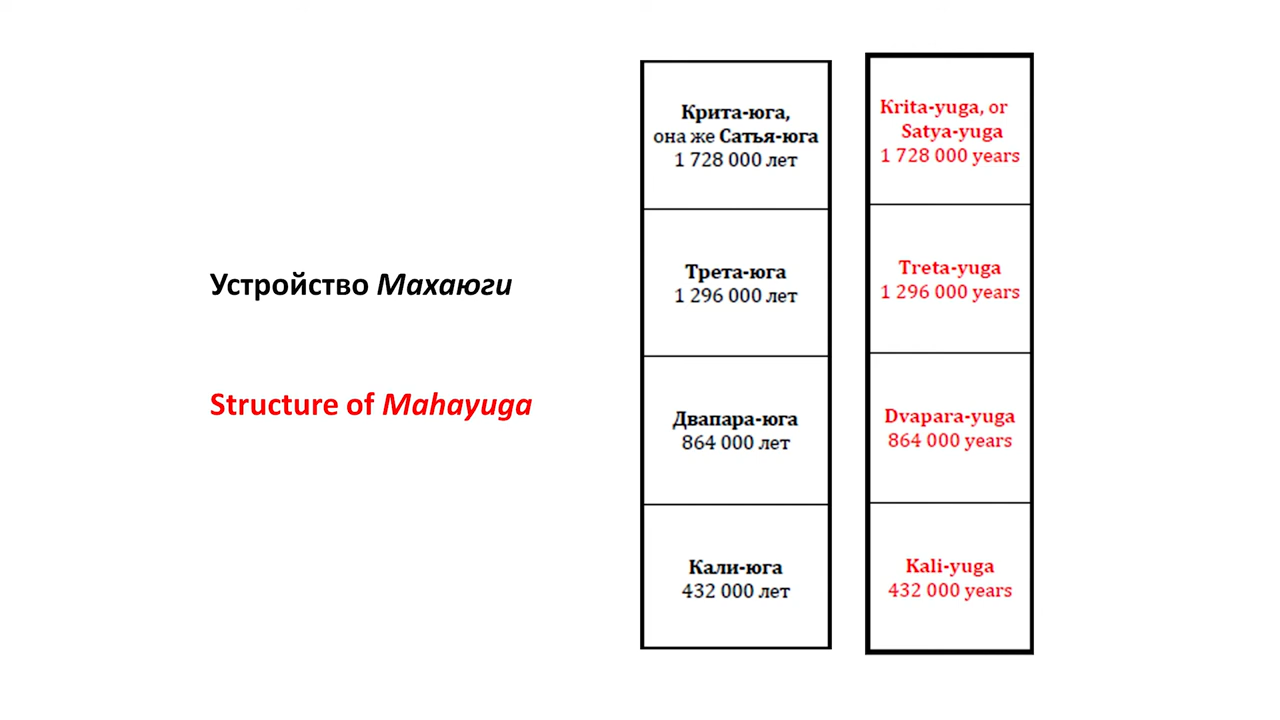 Устройство Махаюги
Structure of Mahayuga
Крита-юга,
она же Сатья-юга
1 728 000 лет
Трета-юга
1 296 000 лет
Двапара-юга
864 000 лет
Кали-юга
432 000 лет
Krita-yuga, or
Satya-yuga
1 728 000 years
Treta-yuga
1 296 000 years
Dvapara-yuga
864 000 years
Kali-yuga
432 000 years